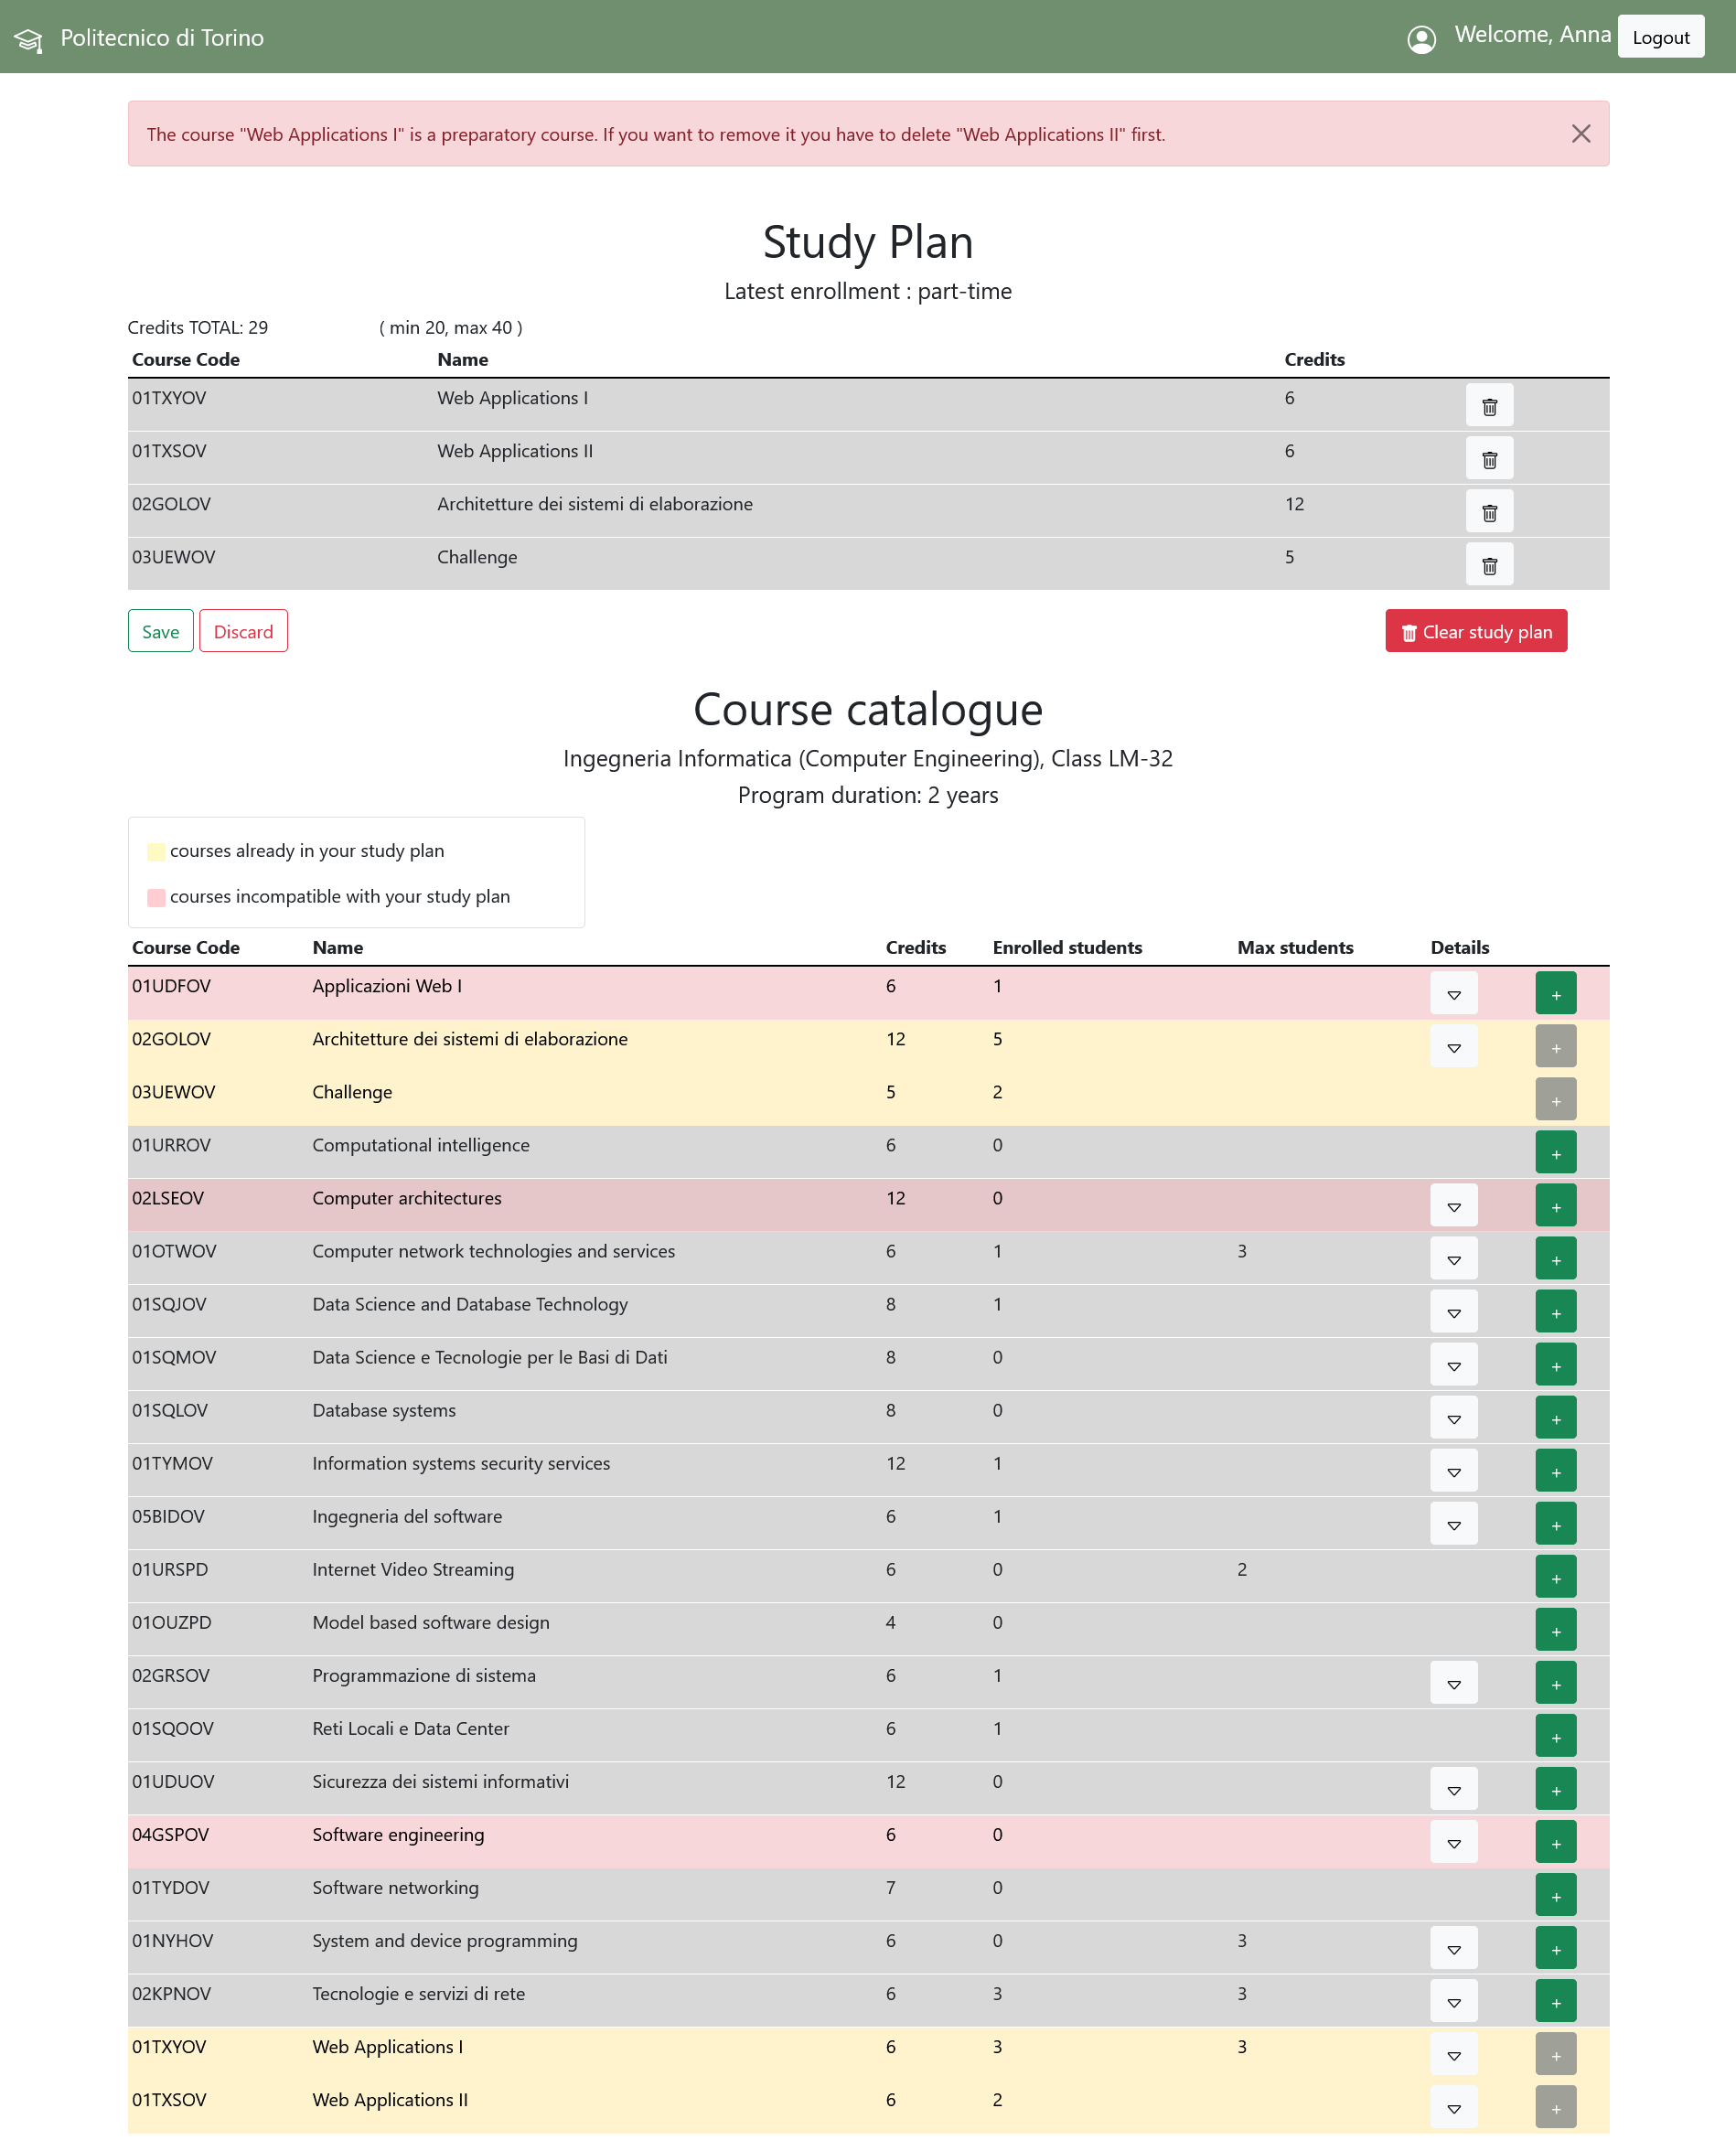 Politecnico di Torino
Welcome, Anna Logout
The course "Web Applications I" is a preparatory course. If you want to remove it you have to delete "Web Applications II" first.
Study Plan
Latest enrollment : part-time
Credits TOTAL: 29 ( min 20, max 40 )
Course Code Name Credits
01TXYOV Web Applications I 6
01TXSOV Web Applications II 6
02GOLOV Architetture dei sistemi di elaborazione 12
03UEWOV Challenge 5
Save Discard Clear study plan
Course catalogue
Ingegneria Informatica (Computer Engineering), Class LM-32
Program duration: 2 years
courses already in your study plan
courses incompatible with your study plan
Course Code Name Credits Enrolled students Max students Details
01UDFOV Applicazioni Web I 6 1 +
02GOLOV Architetture dei sistemi di elaborazione 12 5 +
03UEWOV Challenge 5 2 +
01URROV Computational intelligence 6 0 +
02LSEOV Computer architectures 12 0 +
01OTWOV Computer network technologies and services 6 1 3 +
01SQJOV Data Science and Database Technology 8 1 +
01SQMOV Data Science e Tecnologie per le Basi di Dati 8 0 +
01SQLOV Database systems 8 0 +
01TYMOV Information systems security services 12 1 +
05BIDOV Ingegneria del software 6 1 +
01URSPD Internet Video Streaming 6 0 2 +
01OUZPD Model based software design 4 0 +
02GRSOV Programmazione di sistema 6 1 +
01SQOOV Reti Locali e Data Center 6 1 +
01UDUOV Sicurezza dei sistemi informativi 12 0 +
04GSPOV Software engineering 6 0 +
01TYDOV Software networking 7 0 +
01NYHOV System and device programming 6 0 3 +
02KPNOV Tecnologie e servizi di rete 6 3 3 +
01TXYOV Web Applications I 6 3 3 +
01TXSOV Web Applications II 6 2 +